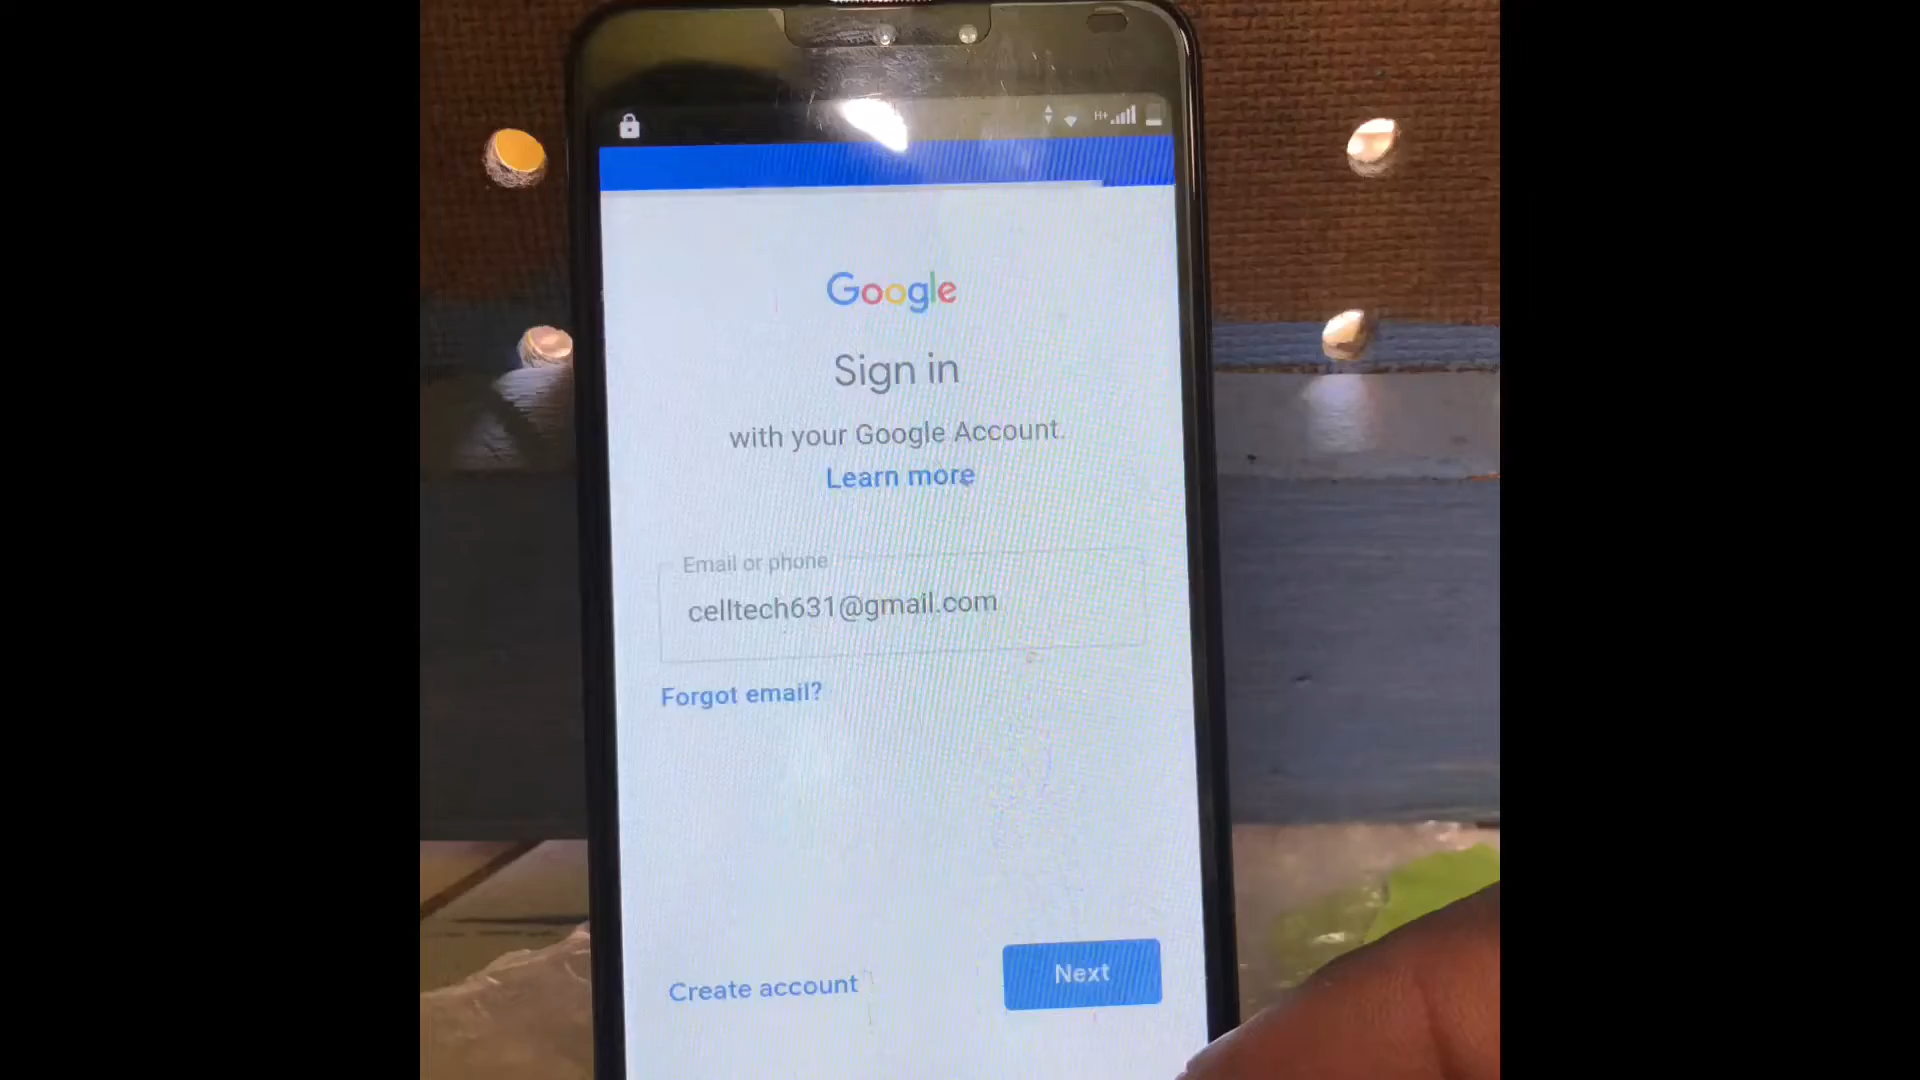 H+
Google
Sign in
with your Google Account.
Learn more
Email or phone
celltech631@gmail.com
Forgot email?
Create account
Next